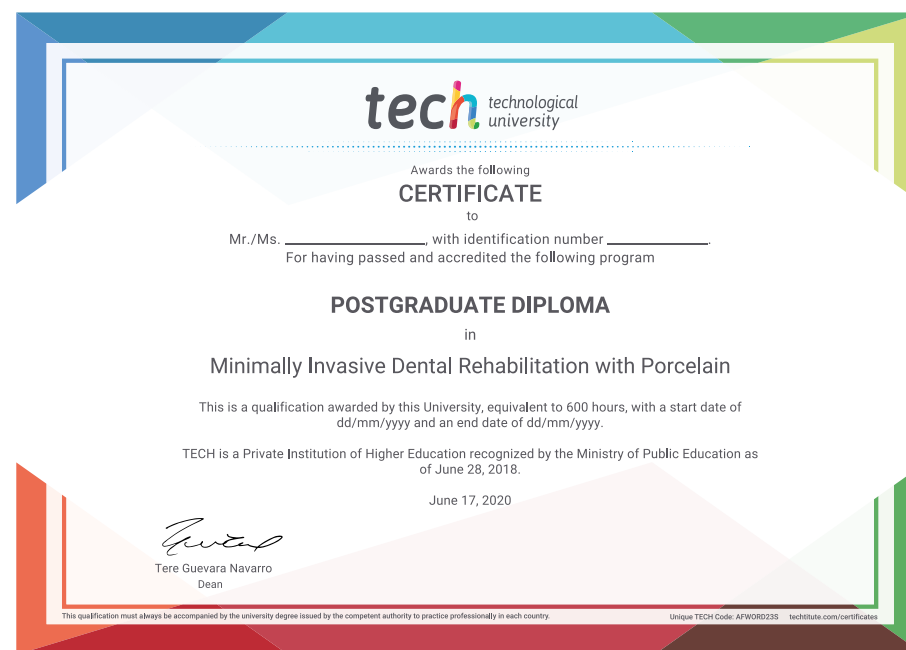 tech technological
university
Awards the following
CERTIFICATE
to
Mr./Ms. ____________________, with identification number ______________.
For having passed and accredited the following program
POSTGRADUATE DIPLOMA
in
Minimally Invasive Dental Rehabilitation with Porcelain
This is a qualification awarded by this University, equivalent to 600 hours, with a start date of
dd/mm/yyyy and an end date of dd/mm/yyyy.
TECH is a Private Institution of Higher Education recognized by the Ministry of Public Education as
of June 28, 2018.
June 17, 2020
Tere Guevara Navarro
Dean
This qualification must always be accompanied by the university degree issued by the competent authority to practice professionally in each country.
Unique TECH Code: AFWORD23S techtitute.com/certificates